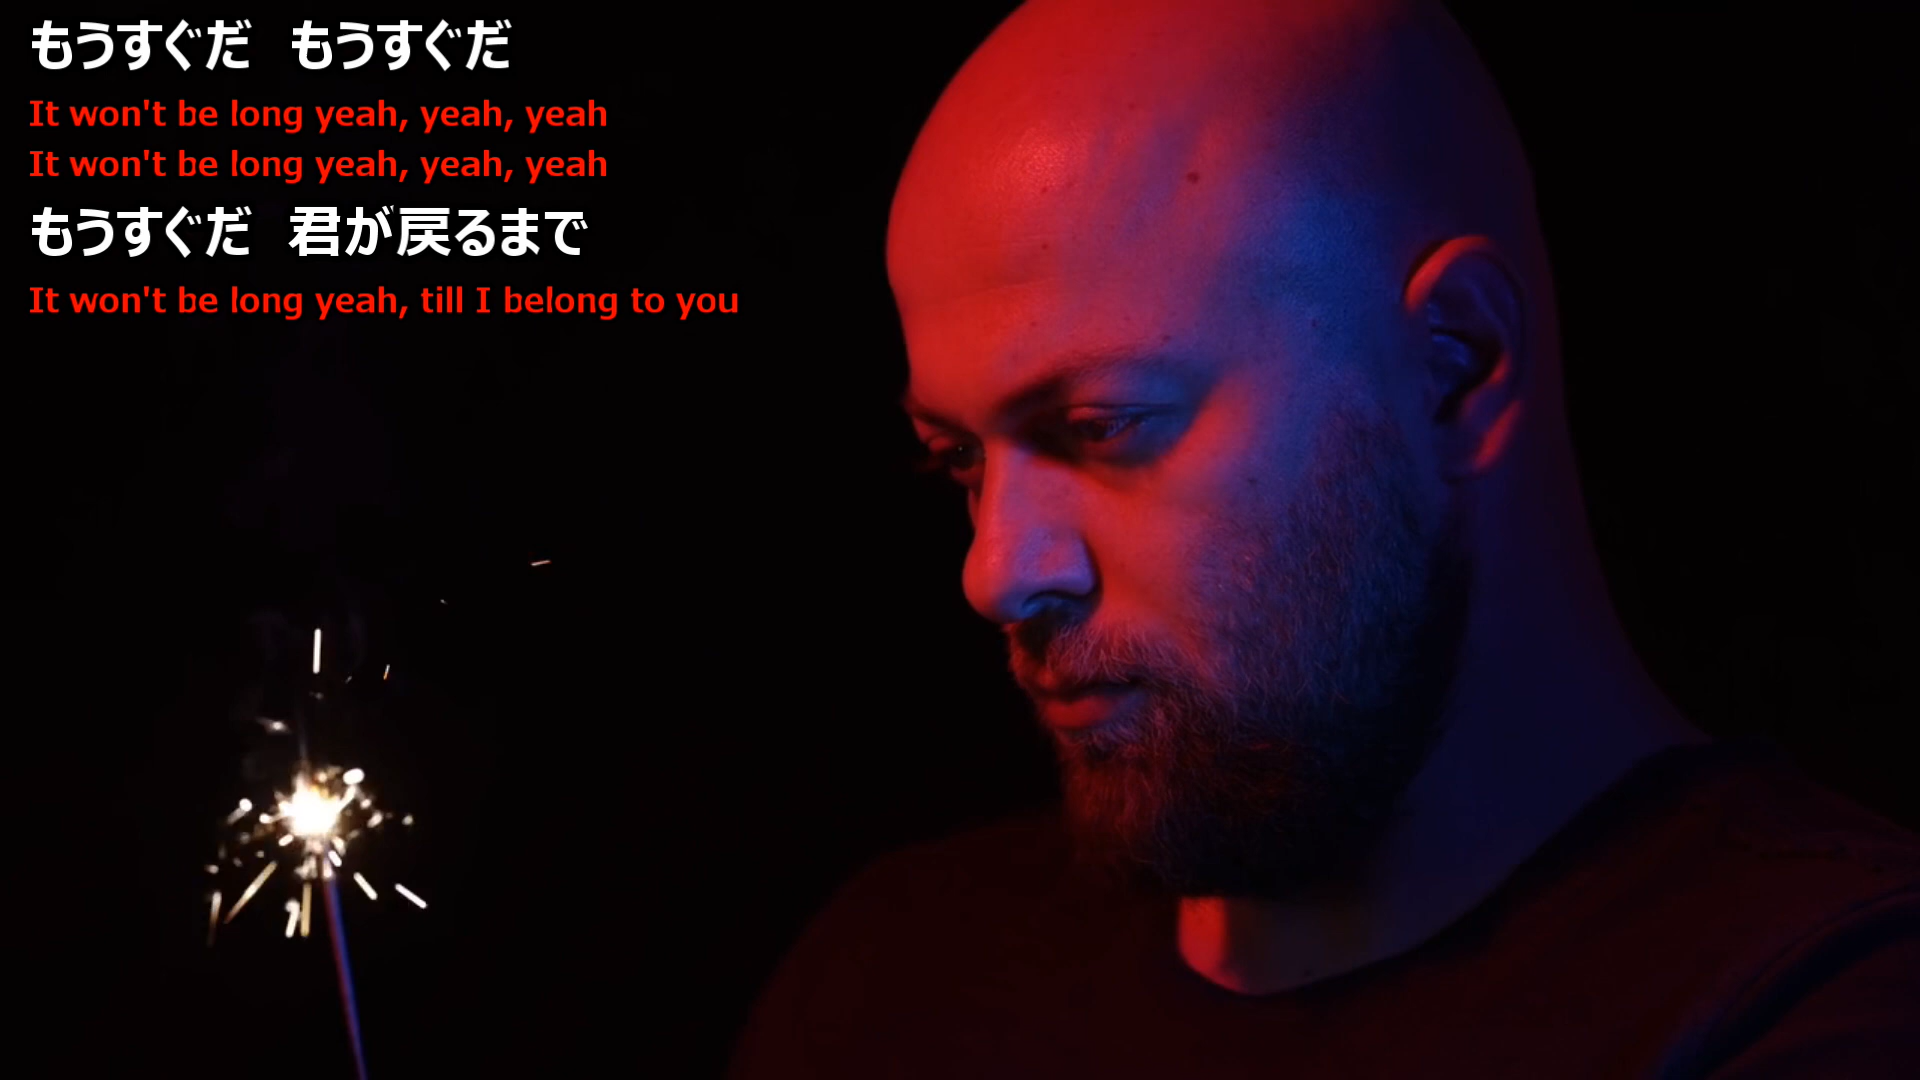 もうすぐだ　もうすぐだ
It won't be long yeah, yeah, yeah
It won't be long yeah, yeah, yeah
もうすぐだ　君が戻るまで
It won't be long yeah, till I belong to you